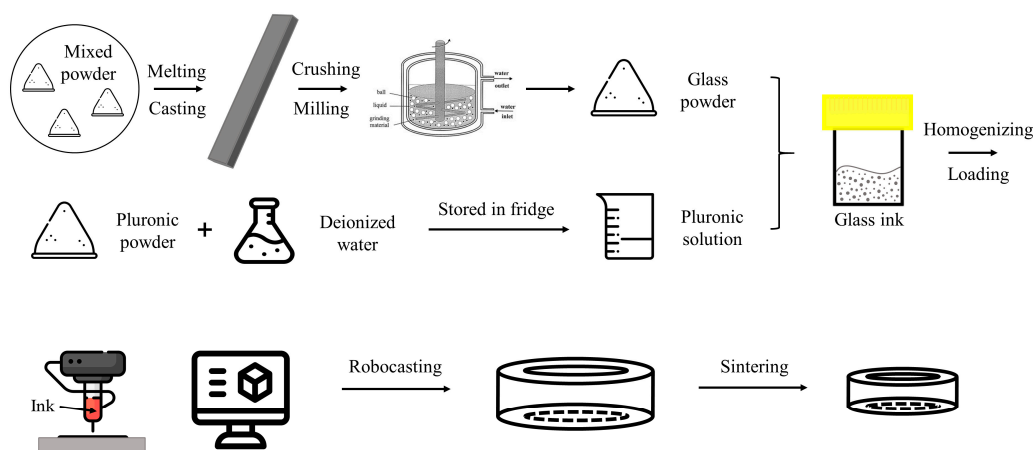 Mixed
powder
Melting
Casting
Crushing
Milling
ball
liquid
grinding
material
water
outlet
water
inlet
Glass
powder
Homogenizing
Loading
Glass ink
Pluronic
powder
+
Deionized
water
Stored in fridge
Pluronic
solution
Ink
Robocasting
Sintering